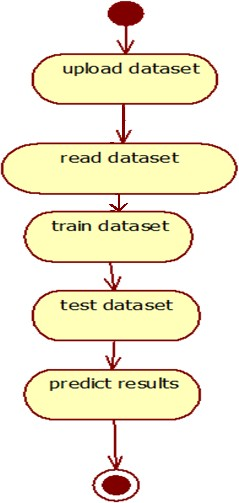 upload dataset
read dataset
train dataset
test dataset
predict results